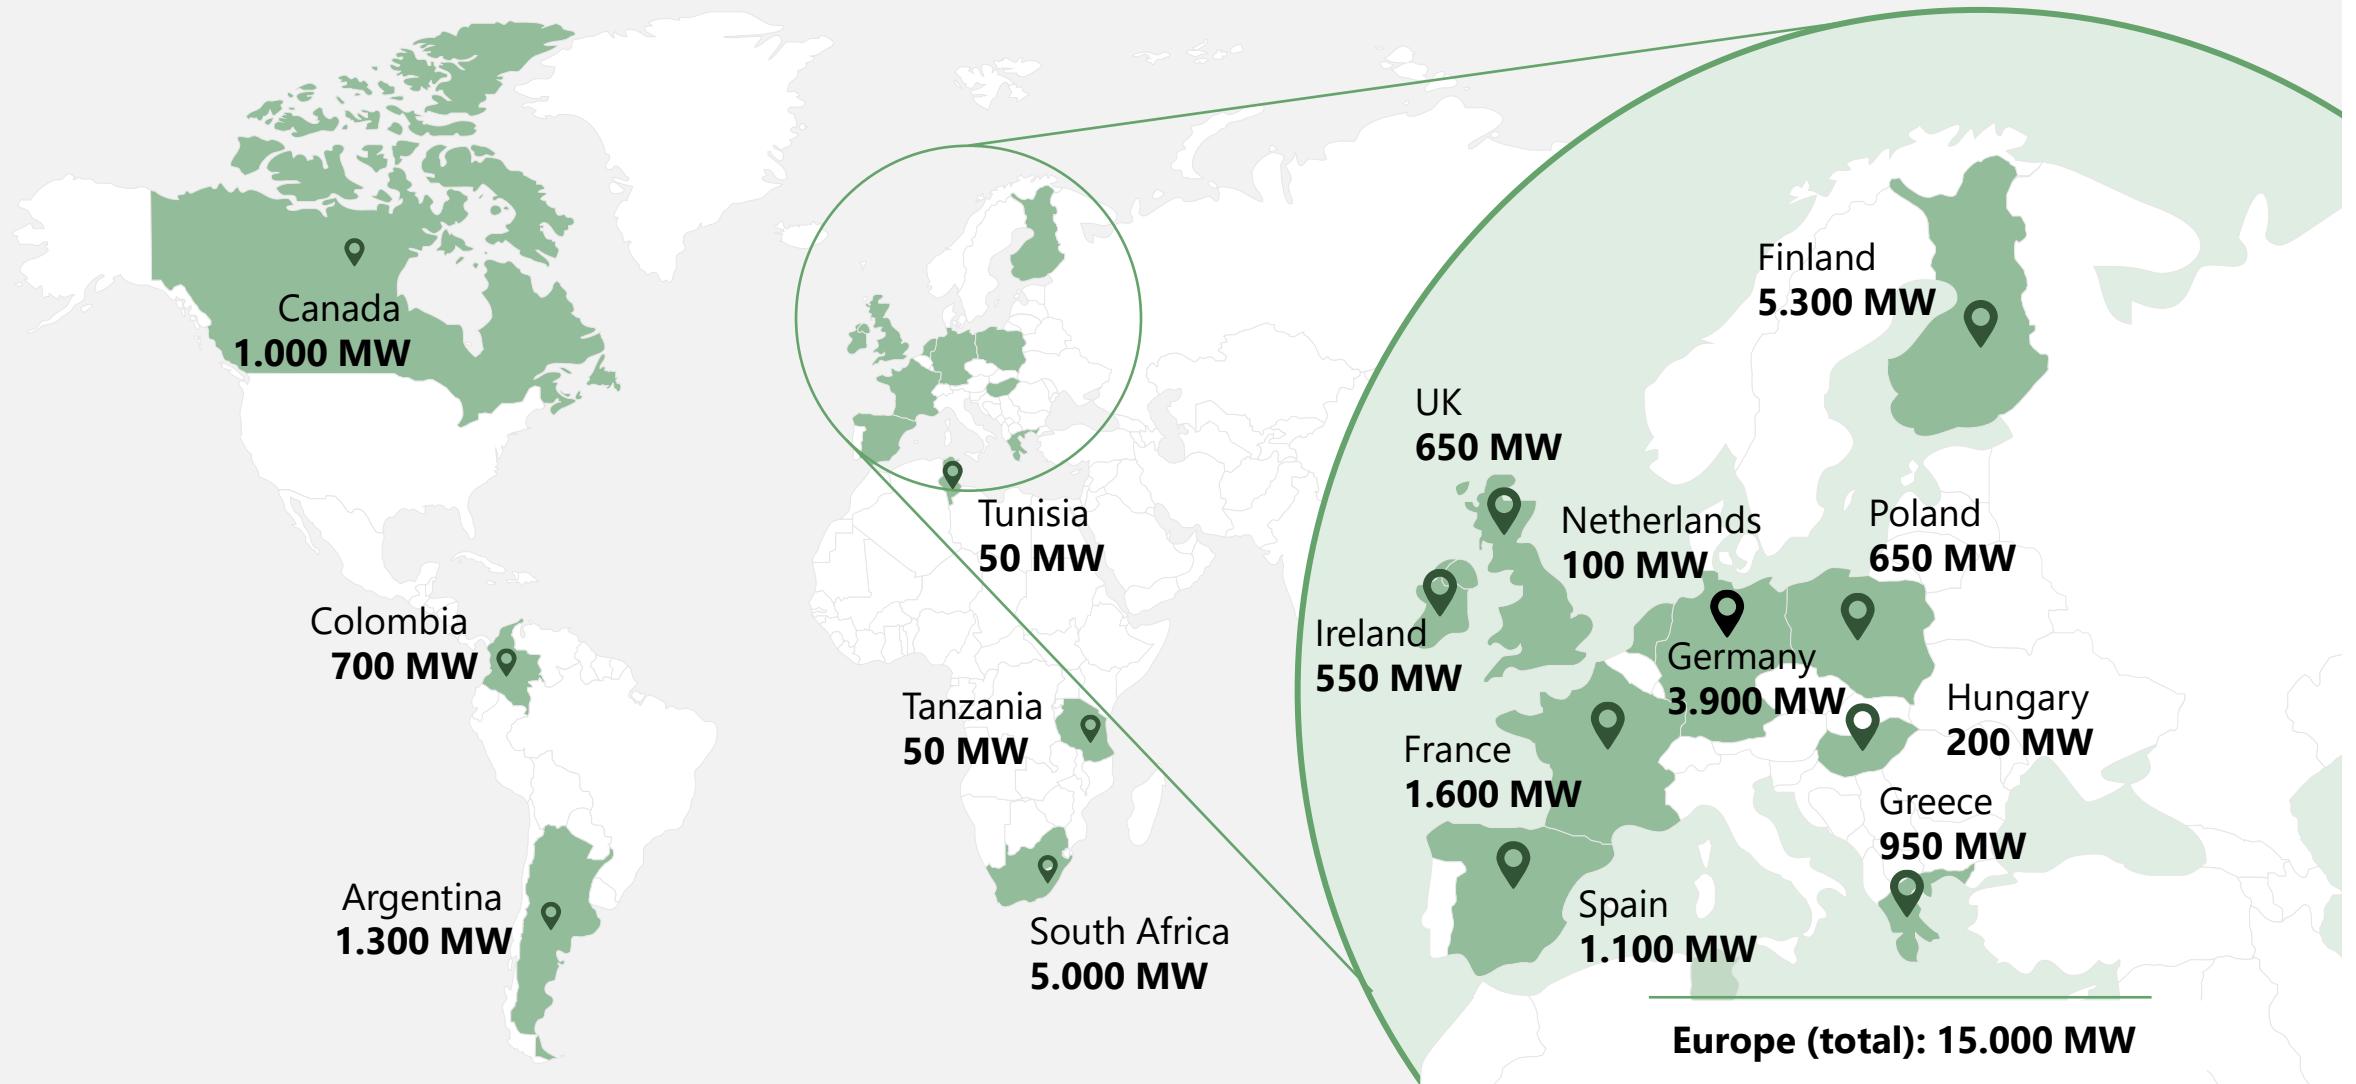 Canada
1.000 MW
Colombia
700 MW
Argentina
1.300 MW
Tunisia
50 MW
Tanzania
50 MW
South Africa
5.000 MW
Finland
5.300 MW
UK
650 MW
Netherlands
100 MW
Poland
650 MW
Ireland
550 MW
Germany
3.900 MW
Hungary
200 MW
France
1.600 MW
Greece
950 MW
Spain
1.100 MW
Europe (total): 15.000 MW